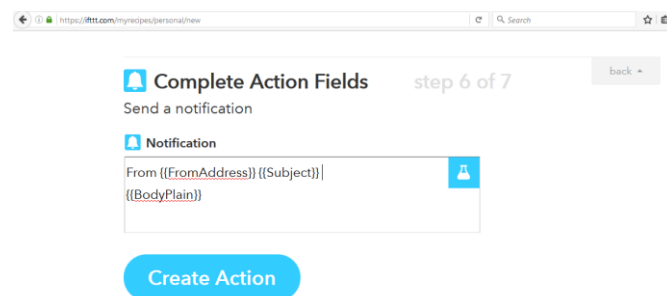 https://ifttt.com/myrecipes/personal/new
Search
Complete Action Fields
step 6 of 7
back
Send a notification
Notification
From {{FromAddress}} {{Subject}}
{{BodyPlain}}
Create Action